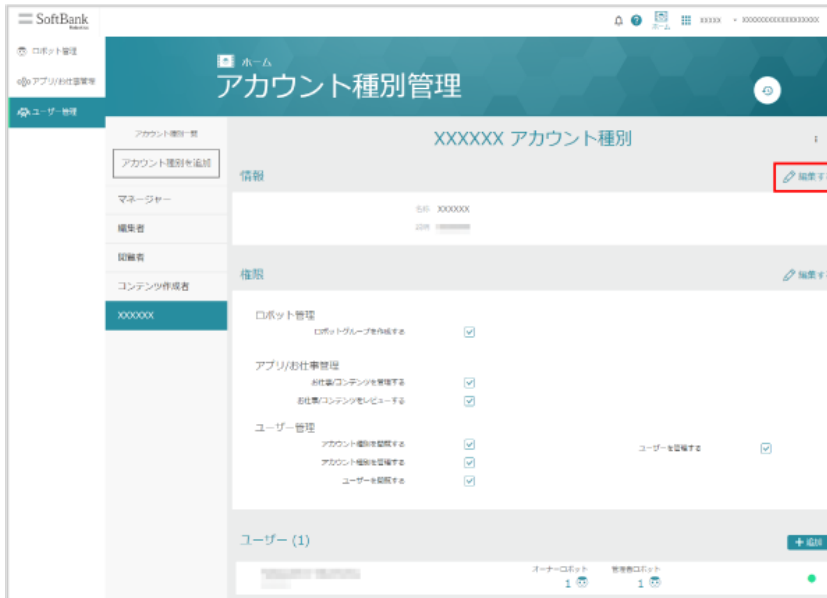 SoftBank
Robotics
ホーム
XXXXX
XXXXXXXXXXXXXXXXXXX
ロボット管理
アプリ/お仕事管理
ユーザー管理
ホーム
アカウント種別管理
アカウント種別一覧
アカウント種別を追加
マネージャー
編集者
閲覧者
コンテンツ作成者
XXXXXX
XXXXXX アカウント種別
情報
編集す
名称 XXXXXX
説明
権限
編集す
ロボット管理
ロボットグループを作成する
アプリ/お仕事管理
お仕事/コンテンツを管理する
お仕事/コンテンツをレビューする
ユーザー管理
アカウント種別を閲覧する
ユーザーを管理する
アカウント種別を管理する
ユーザーを閲覧する
ユーザー (1)
+ 追加
オーナーロボット
管理者ロボット
1
1